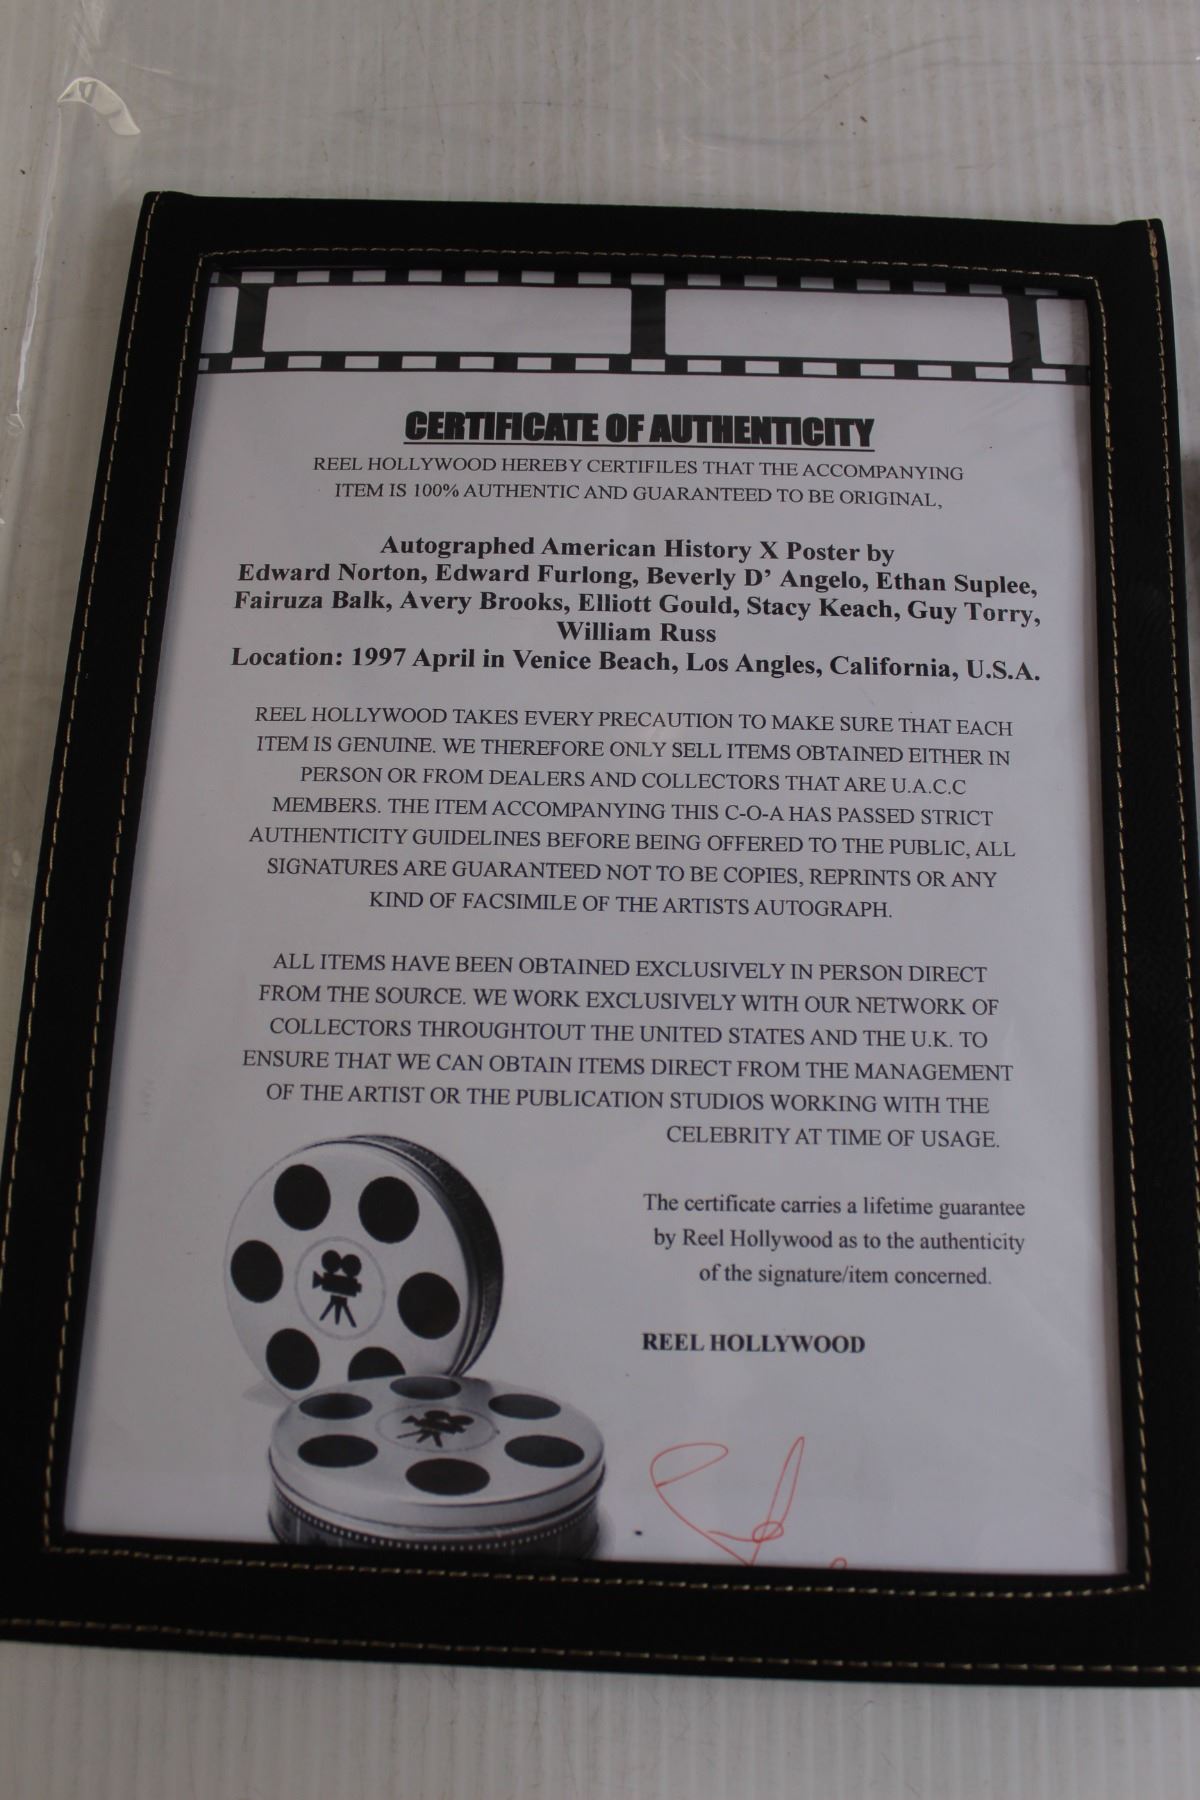 CERTIFICATE OF AUTHENTICITY
REEL HOLLYWOOD HEREBY CERTIFILES THAT THE ACCOMPANYING
ITEM IS 100% AUTHENTIC AND GUARANTEED TO BE ORIGINAL,
Autographed American History X Poster by
Edward Norton, Edward Furlong, Beverly D' Angelo, Ethan Suplee,
Fairuza Balk, Avery Brooks, Elliott Gould, Stacy Keach, Guy Torry,
William Russ
Location: 1997 April in Venice Beach, Los Angles, California, U.S.A.
REEL HOLLYWOOD TAKES EVERY PRECAUTION TO MAKE SURE THAT EACH
ITEM IS GENUINE. WE THEREFORE ONLY SELL ITEMS OBTAINED EITHER IN
PERSON OR FROM DEALERS AND COLLECTORS THAT ARE U.A.C.C
MEMBERS. THE ITEM ACCOMPANYING THIS C-O-A HAS PASSED STRICT
AUTHENTICITY GUIDELINES BEFORE BEING OFFERED TO THE PUBLIC, ALL
SIGNATURES ARE GUARANTEED NOT TO BE COPIES, REPRINTS OR ANY
KIND OF FACSIMILE OF THE ARTISTS AUTOGRAPH.
ALL ITEMS HAVE BEEN OBTAINED EXCLUSIVELY IN PERSON DIRECT
FROM THE SOURCE. WE WORK EXCLUSIVELY WITH OUR NETWORK OF
COLLECTORS THROUGHTOUT THE UNITED STATES AND THE U.K. TO
ENSURE THAT WE CAN OBTAIN ITEMS DIRECT FROM THE MANAGEMENT
OF THE ARTIST OR THE PUBLICATION STUDIOS WORKING WITH THE
CELEBRITY AT TIME OF USAGE.
The certificate carries a lifetime guarantee
by Reel Hollywood as to the authenticity
of the signature/item concerned.
REEL HOLLYWOOD